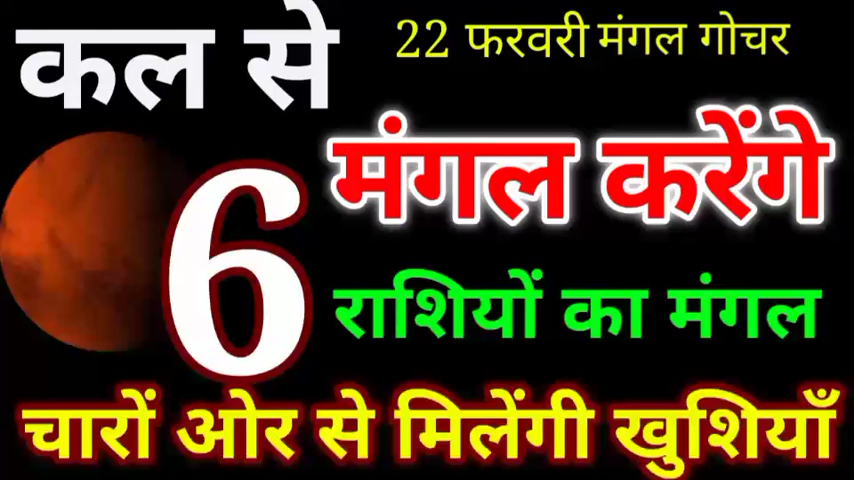 कल से
22 फरवरी मंगल गोचर
मंगल करेंगे
6
राशियों का मंगल
चारों ओर से मिलेंगी खुशियाँ